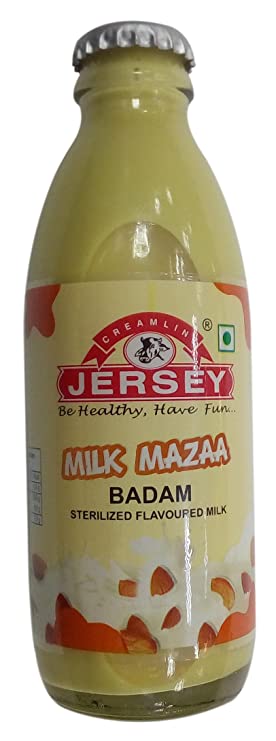 CREAMLINE
®
JERSEY
Be Healthy, Have Fun...
MILK MAZAA
BADAM
STERILIZED FLAVOURED MILK